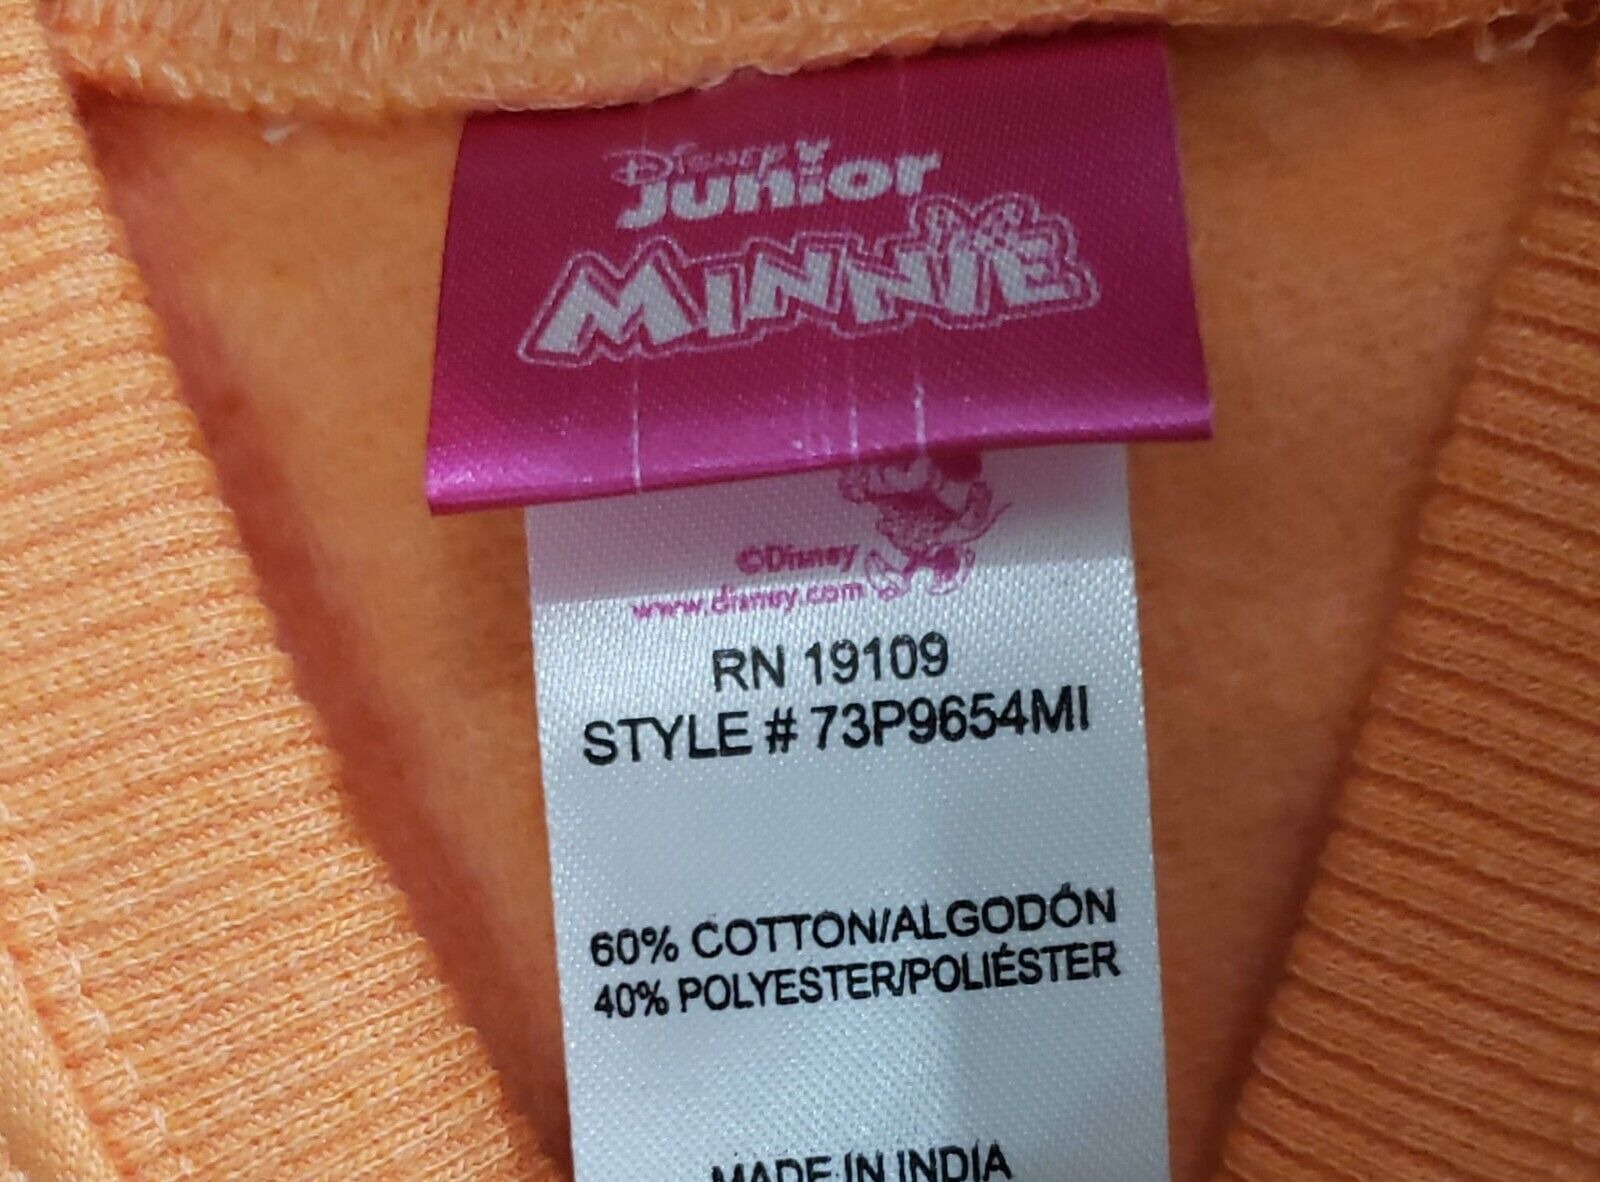 Disney
Junior
MINNIE
©Disney
www.disney.com
RN 19109
STYLE # 73P9654MI
60% COTTON/ALGODÓN
40% POLYESTER/POLIÉSTER
MADE IN INDIA